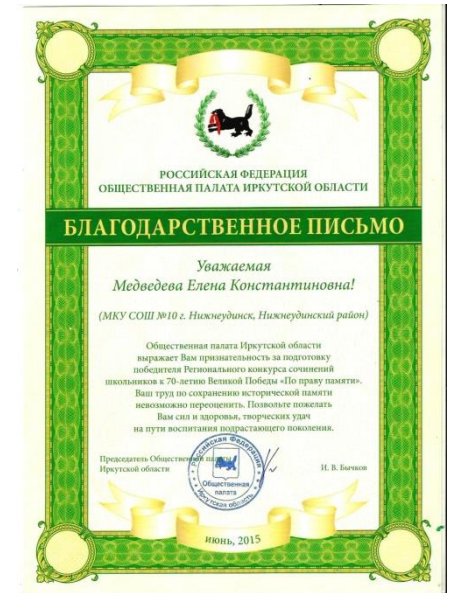 РОССИЙСКАЯ ФЕДЕРАЦИЯ
ОБЩЕСТВЕННАЯ ПАЛАТА ИРКУТСКОЙ ОБЛАСТИ
БЛАГОДАРСТВЕННОЕ ПИСЬМО
Уважаемая
Медведева Елена Константиновна!
(МКУ СОШ №10 г. Нижнеудинск, Нижнеудинский район)
Общественная палата Иркутской области
выражает Вам признательность за подготовку
победителя Регионального конкурса сочинений
школьников к 70-летию Великой Победы «По праву памяти».
Ваш труд по сохранению исторической памяти
невозможно переоценить. Позвольте пожелать
Вам сил и здоровья, творческих удач
на пути воспитания подрастающего поколения.
Председатель Общественной палаты
Иркутской области
И. В. Бычков
Российская Федерация
Общественная
палата
Иркутская область
июнь, 2015